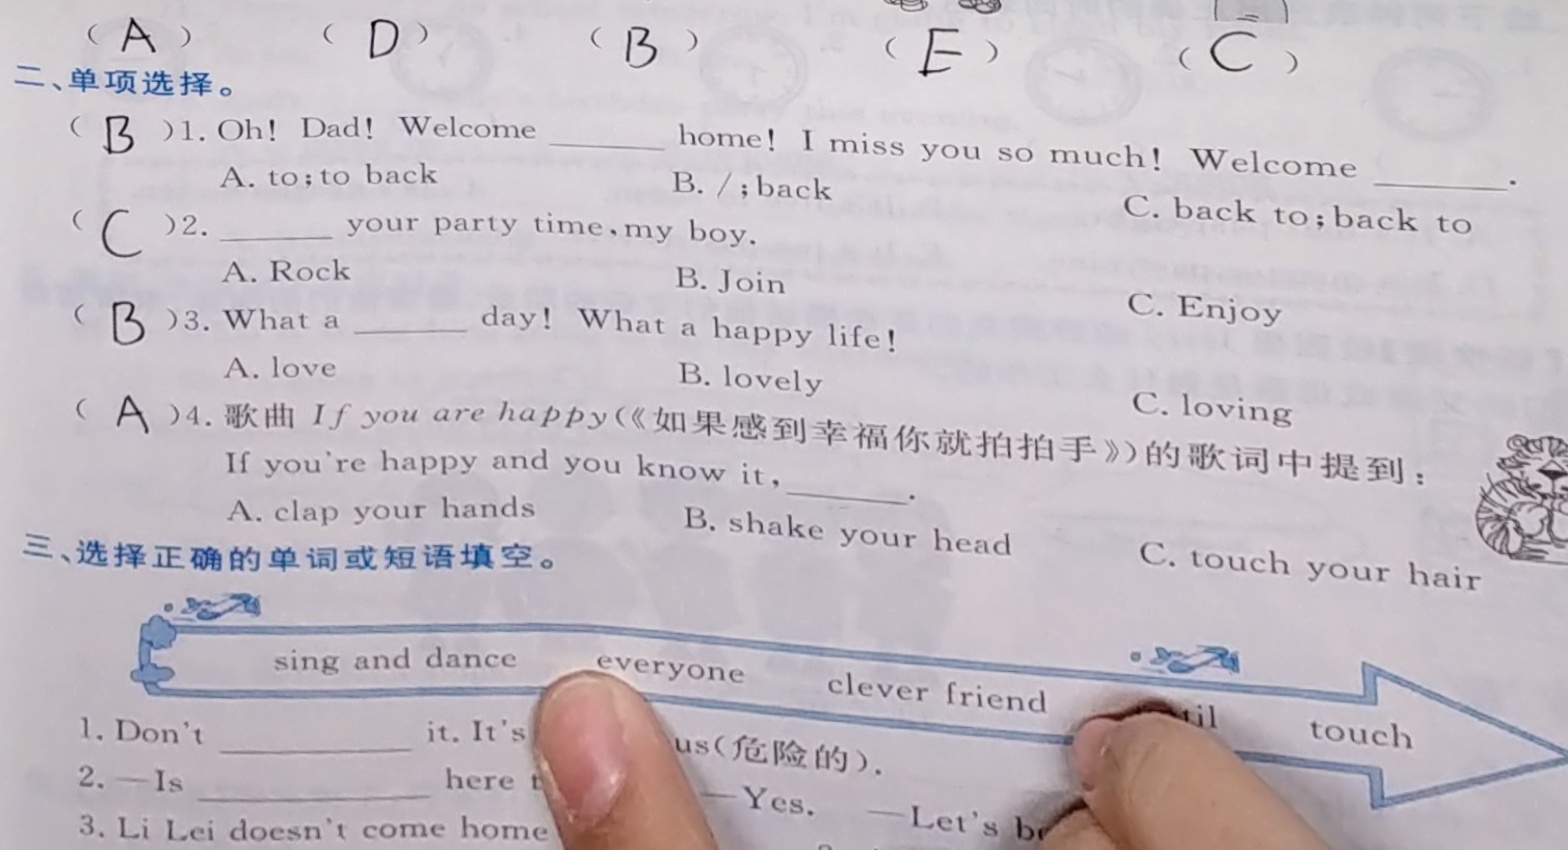 ( A ) ( D ) ( B ) ( E ) ( C )
二、单项选择。
( B )1. Oh! Dad! Welcome ______ home! I miss you so much! Welcome ______.
A. to;to back B. /;back C. back to;back to
( C )2. ______ your party time,my boy.
A. Rock B. Join C. Enjoy
( B )3. What a ______ day! What a happy life!
A. love B. lovely C. loving
( A )4. 歌曲 If you are happy(《如果感到幸福你就拍拍手》)的歌词中提到:
If you're happy and you know it,______.
A. clap your hands B. shake your head C. touch your hair
三、选择正确的单词或短语填空。
sing and dance everyone clever friend touch
1. Don't ______ it. It's us(危险的).
2. —Is ______ here —Yes. —Let's
3. Li Lei doesn't come home